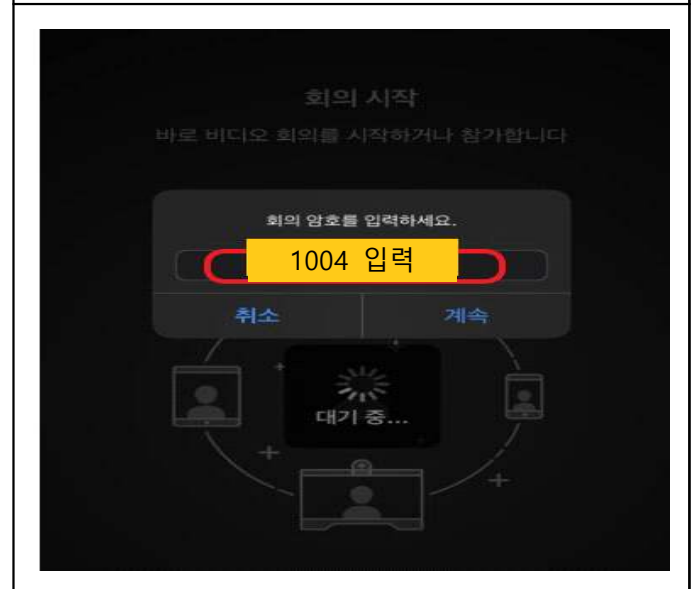 회의 시작
바로 비디오 회의를 시작하거나 참가합니다
회의 암호를 입력하세요.
1004 입력
취소 계속
대기 중...